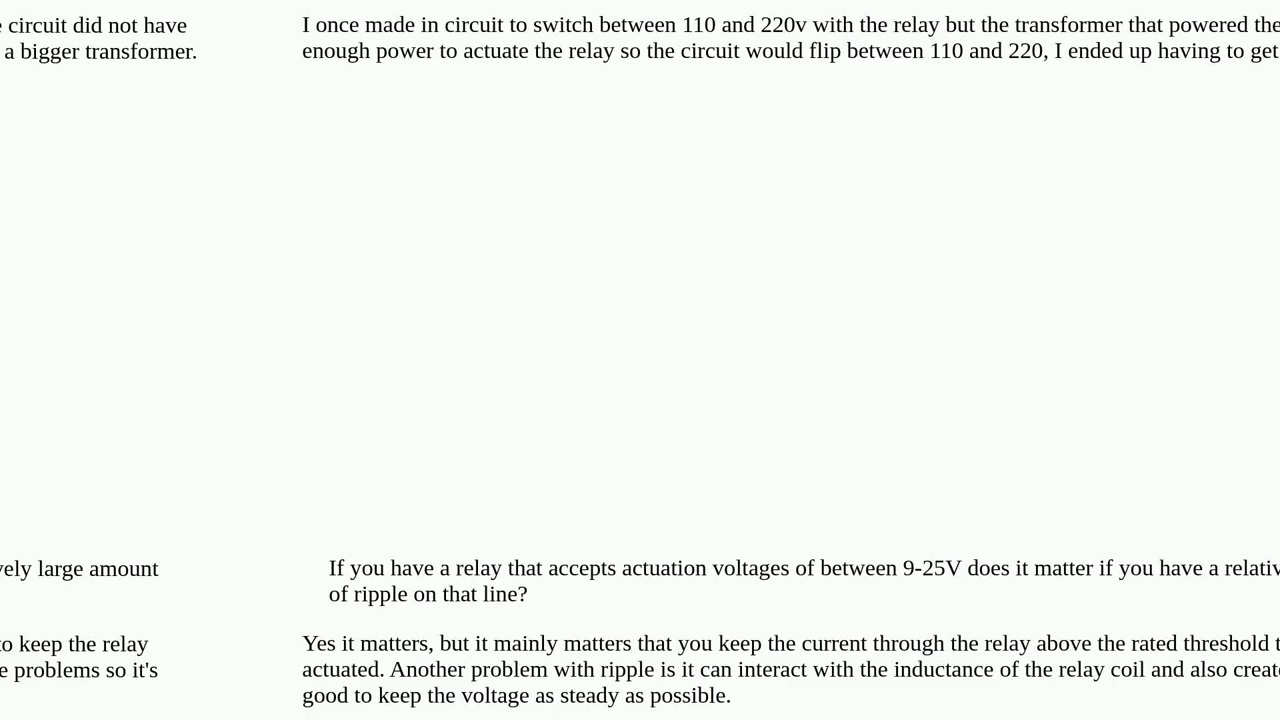 e circuit did not have
a bigger transformer.
I once made in circuit to switch between 110 and 220v with the relay but the transformer that powered the
enough power to actuate the relay so the circuit would flip between 110 and 220, I ended up having to get
vely large amount
If you have a relay that accepts actuation voltages of between 9-25V does it matter if you have a relativ
of ripple on that line?
to keep the relay
e problems so it's
Yes it matters, but it mainly matters that you keep the current through the relay above the rated threshold t
actuated. Another problem with ripple is it can interact with the inductance of the relay coil and also create
good to keep the voltage as steady as possible.